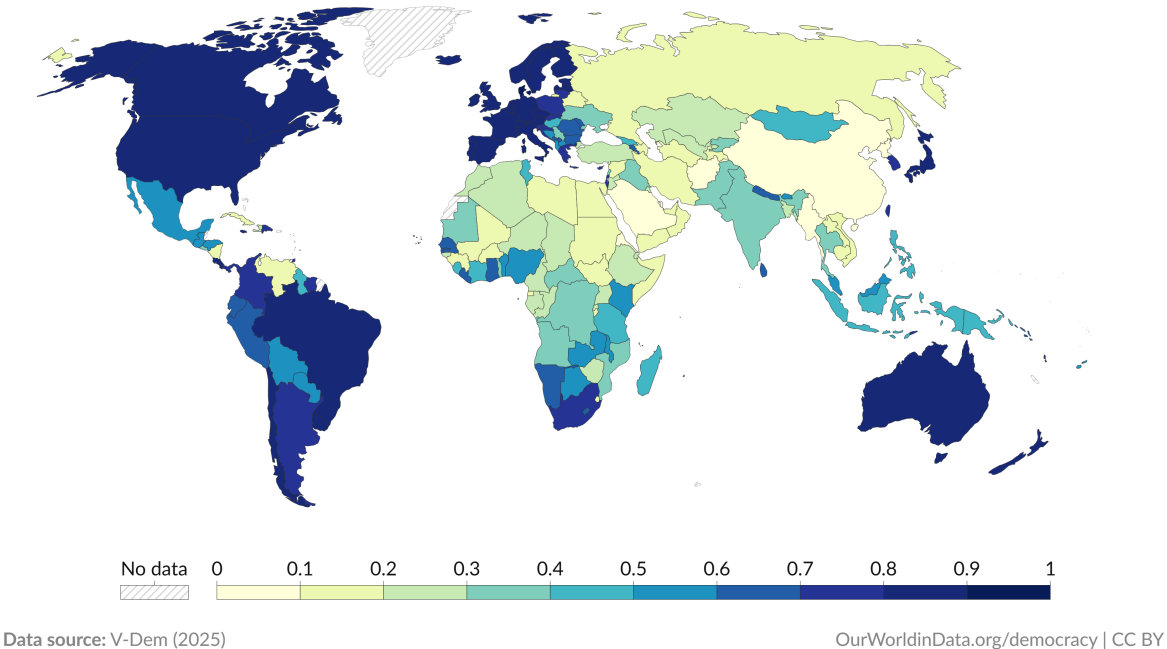 No data 0 0.1 0.2 0.3 0.4 0.5 0.6 0.7 0.8 0.9 1
Data source: V-Dem (2025) OurWorldinData.org/democracy | CC BY